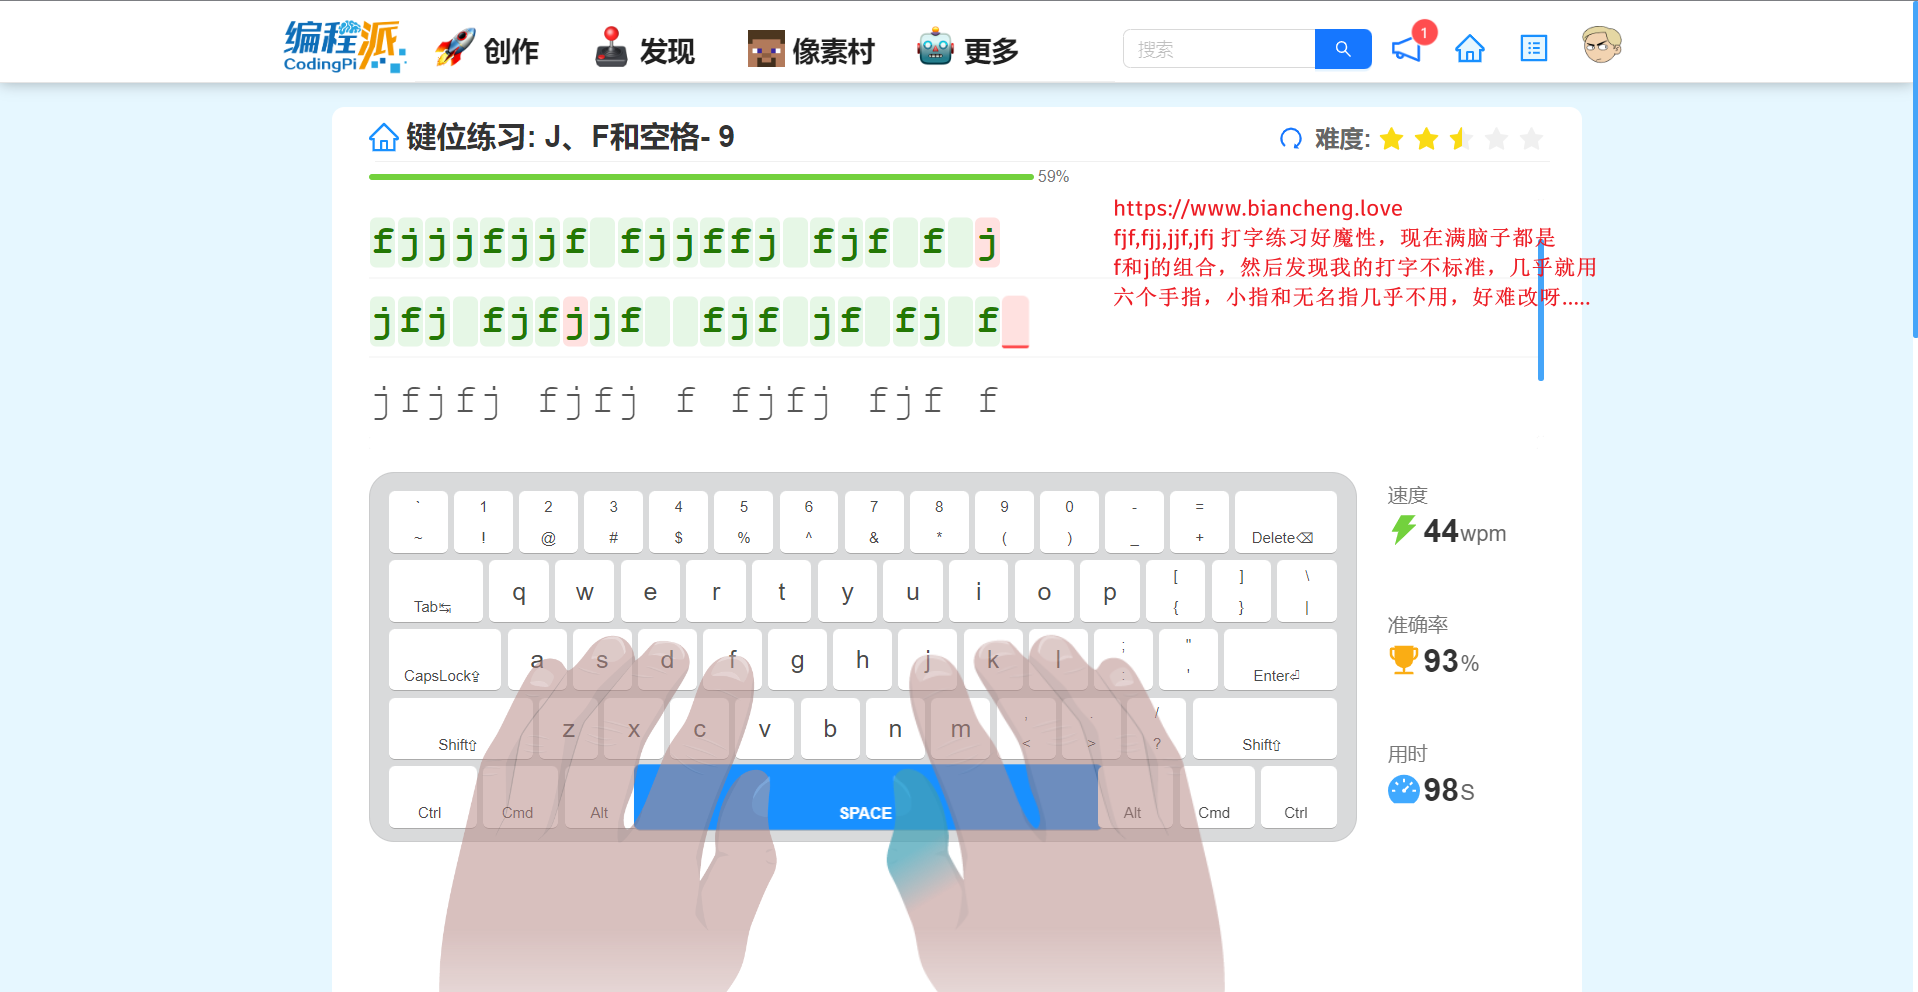 编程派
CodingPi
创作
发现
像素村
更多
搜索
1
键位练习: J、F和空格- 9
难度:
59%
https://www.biancheng.love
fjf,fjj,jjf,jfj 打字练习好魔性，现在满脑子都是
f和j的组合，然后发现我的打字不标准，几乎就用
六个手指，小指和无名指几乎不用，好难改呀.....
fjjjfjjf fjjffj fjf f j
jfj fjfjjf  fjf jf fj f
jfjfj fjfj f fjfj fjf f
` 1 2 3 4 5 6 7 8 9 0 - =
~ ! @ # $ % ^ & * ( ) _ + Delete⌫
Tab↹ q w e r t y u i o p [ { ] } \ |
CapsLock⇪ a s d f g h j k l ; : " ' Enter⏎
Shift⇧ z x c v b n m , < . > / ? Shift⇧
Ctrl Cmd Alt SPACE Alt Cmd Ctrl
速度
44wpm
准确率
93%
用时
98S